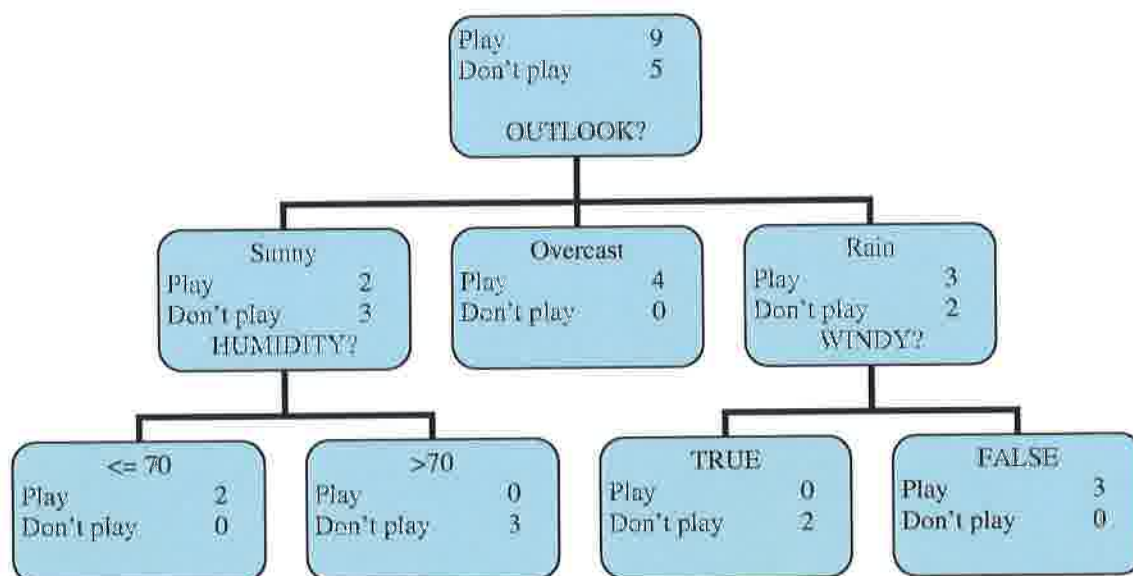 Play 9
Don't play 5
OUTLOOK?
Sunny
Play 2
Don't play 3
HUMIDITY?
Overcast
Play 4
Don't play 0
Rain
Play 3
Don't play 2
WINDY?
<= 70
Play 2
Don't play 0
>70
Play 0
Don't play 3
TRUE
Play 0
Don't play 2
FALSE
Play 3
Don't play 0